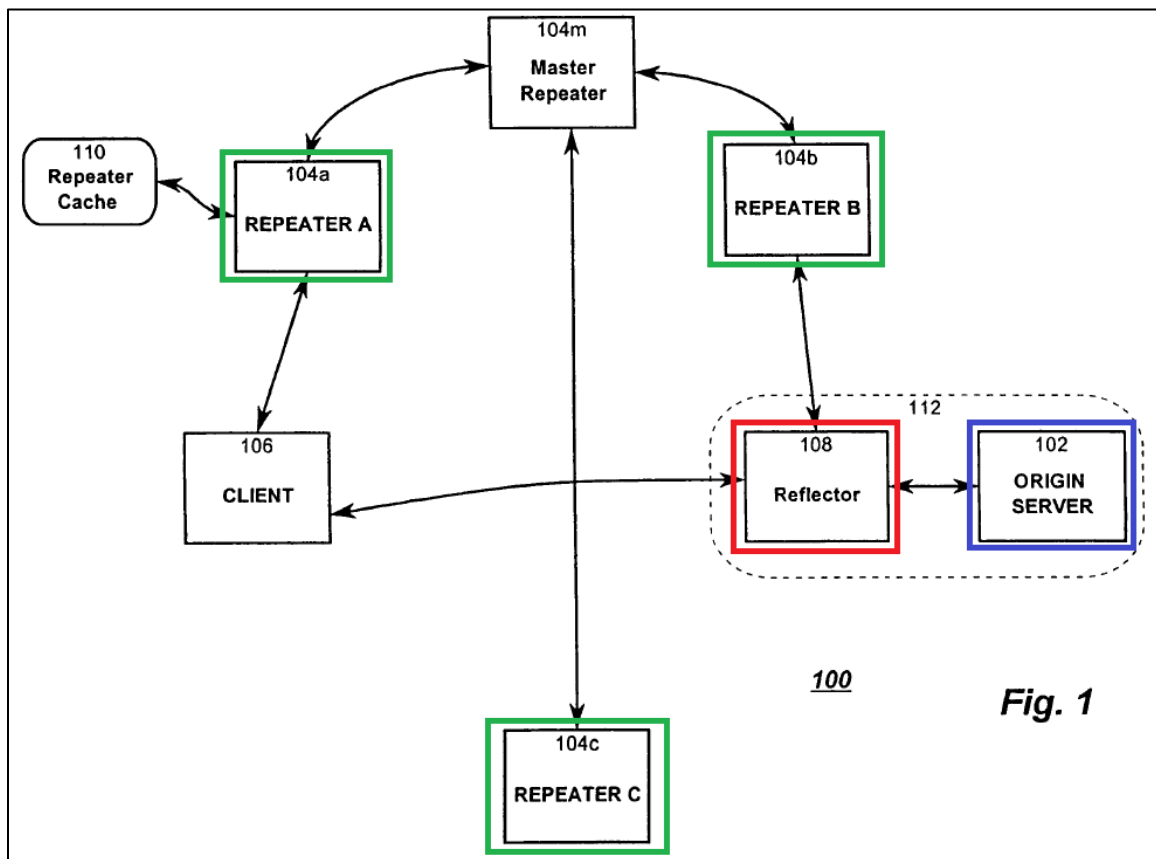 104m
Master
Repeater
110
Repeater
Cache
104a
REPEATER A
104b
REPEATER B
106
CLIENT
112
108
Reflector
102
ORIGIN
SERVER
100
Fig. 1
104c
REPEATER C